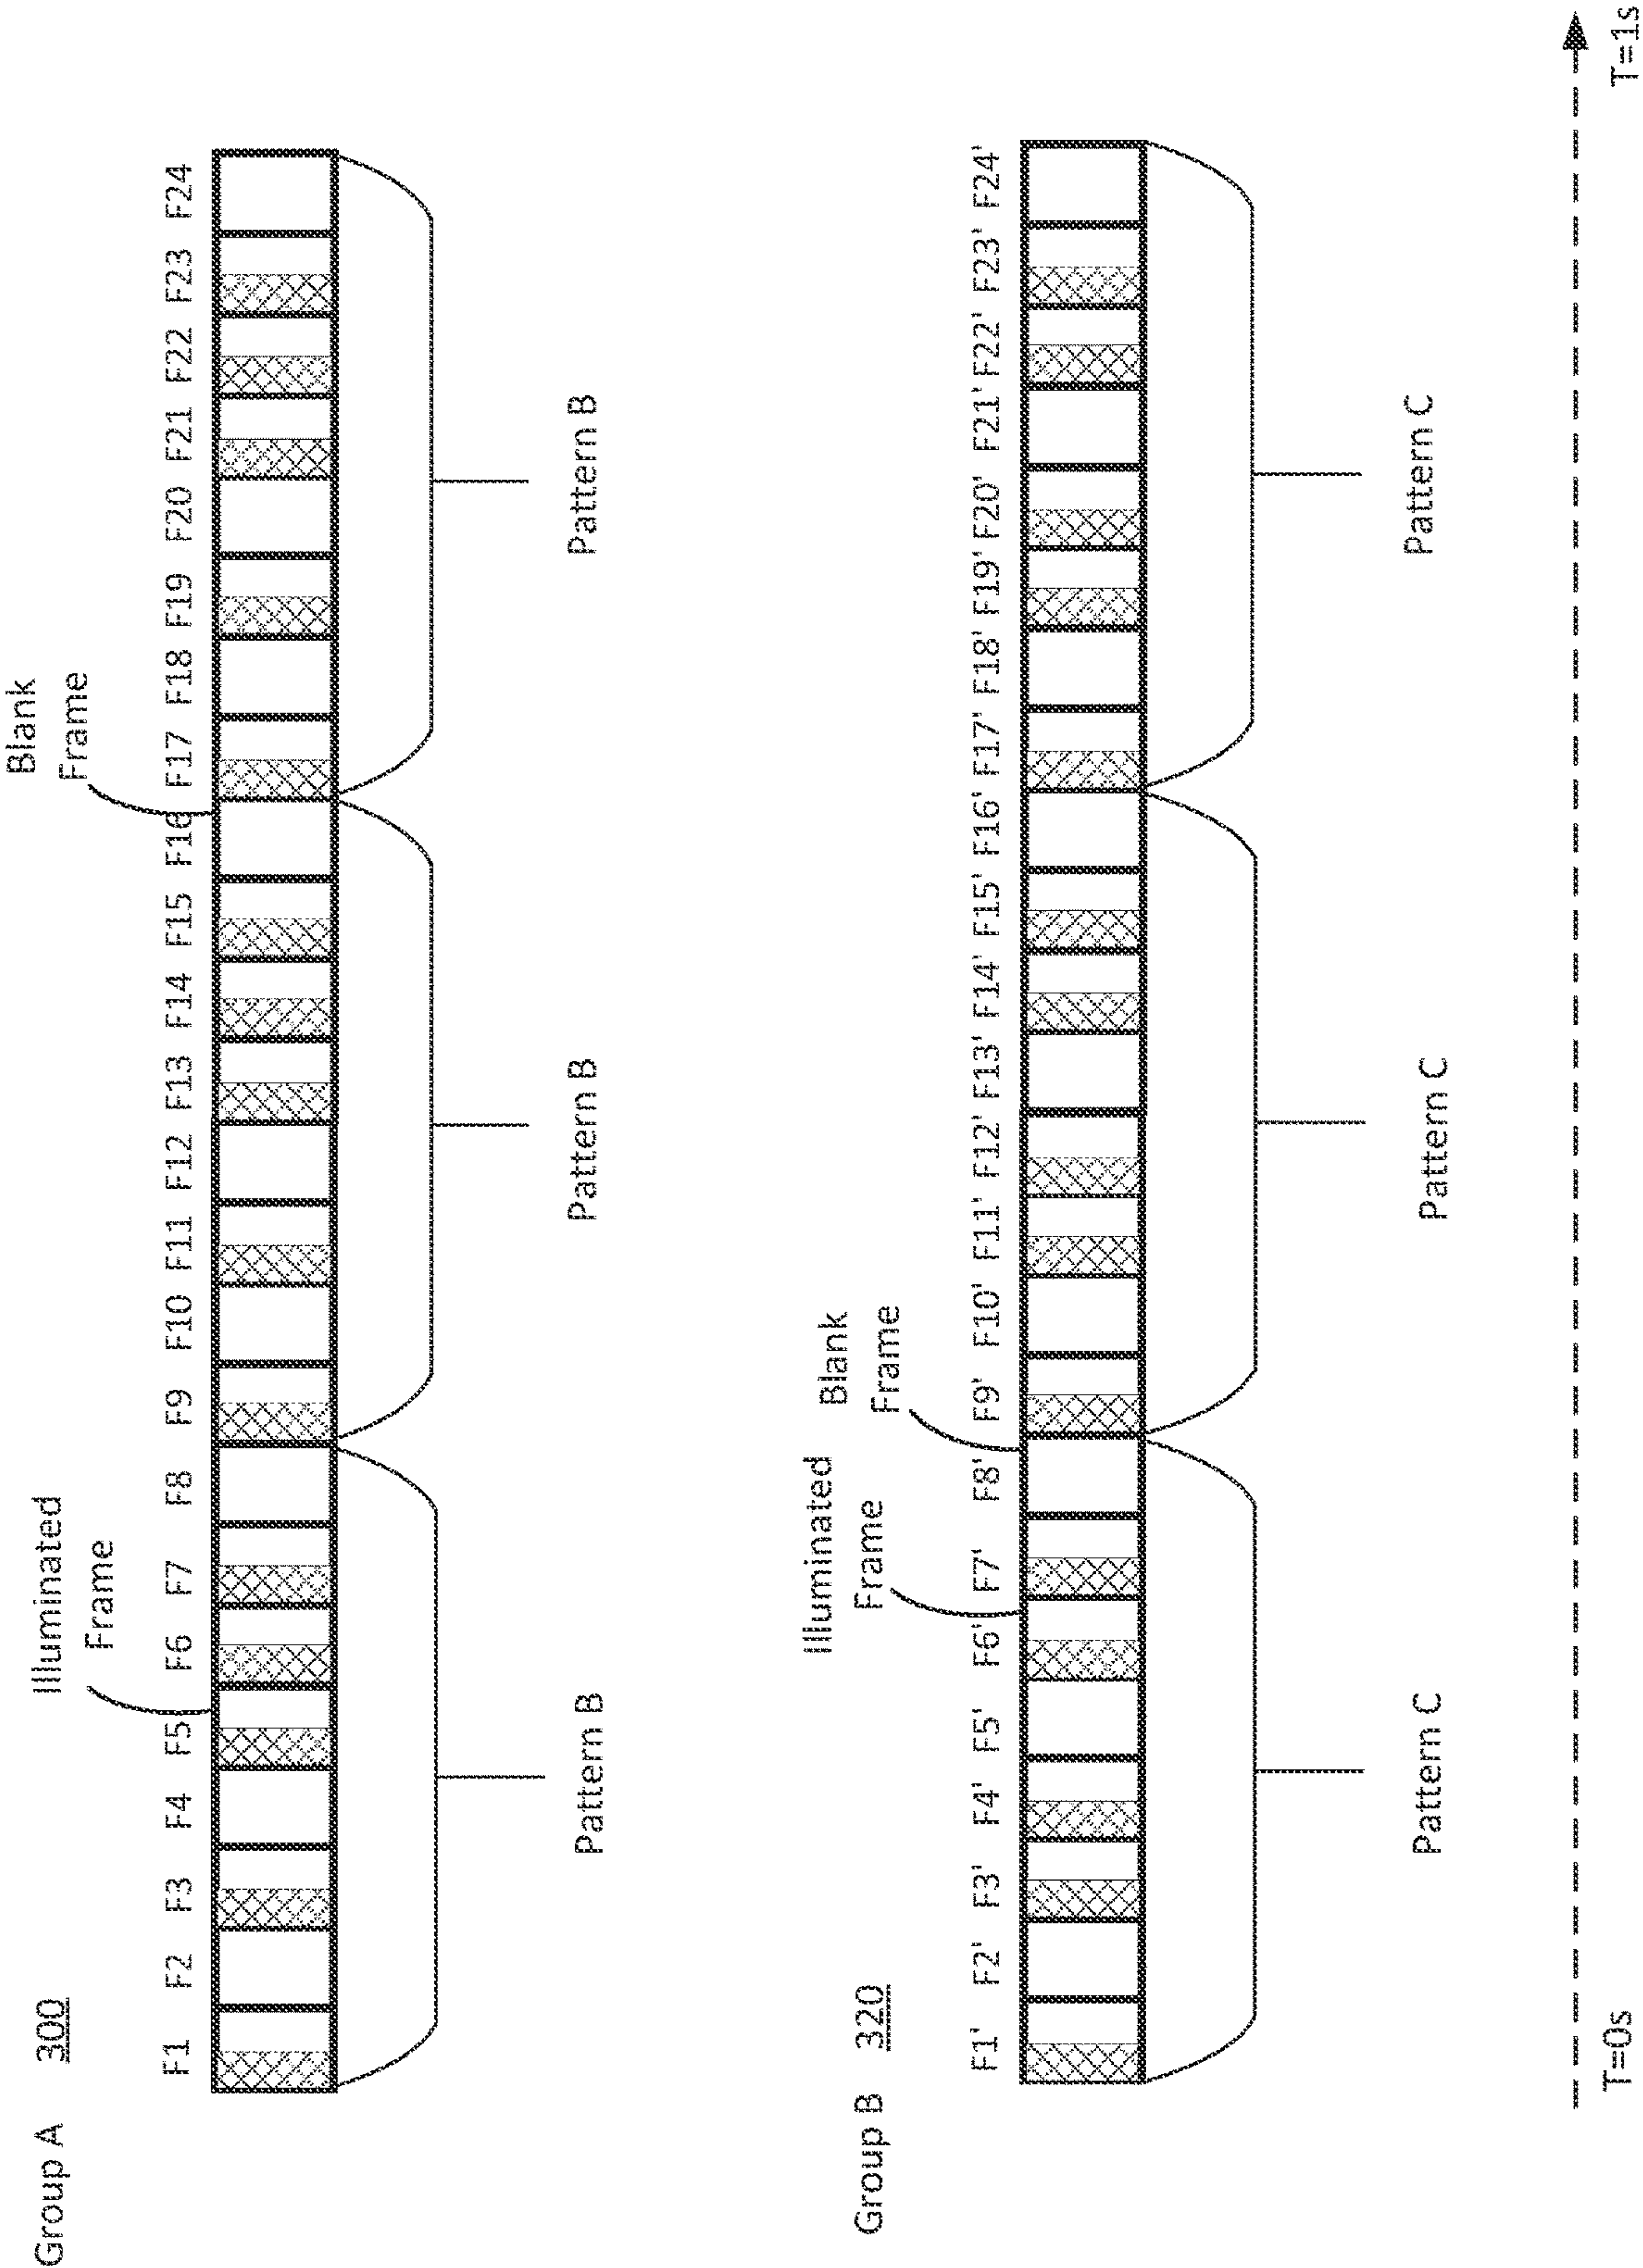 Group A 300
Illuminated
Frame
Blank
Frame
F1 F2 F3 F4 F5 F6 F7 F8 F9 F10 F11 F12 F13 F14 F15 F16 F17 F18 F19 F20 F21 F22 F23 F24
Pattern B Pattern B Pattern B
Group B 320
Illuminated
Frame
Blank
Frame
F1' F2' F3' F4' F5' F6' F7' F8' F9' F10' F11' F12' F13' F14' F15' F16' F17' F18' F19' F20' F21' F22' F23' F24'
Pattern C Pattern C Pattern C
T=0s T=1s